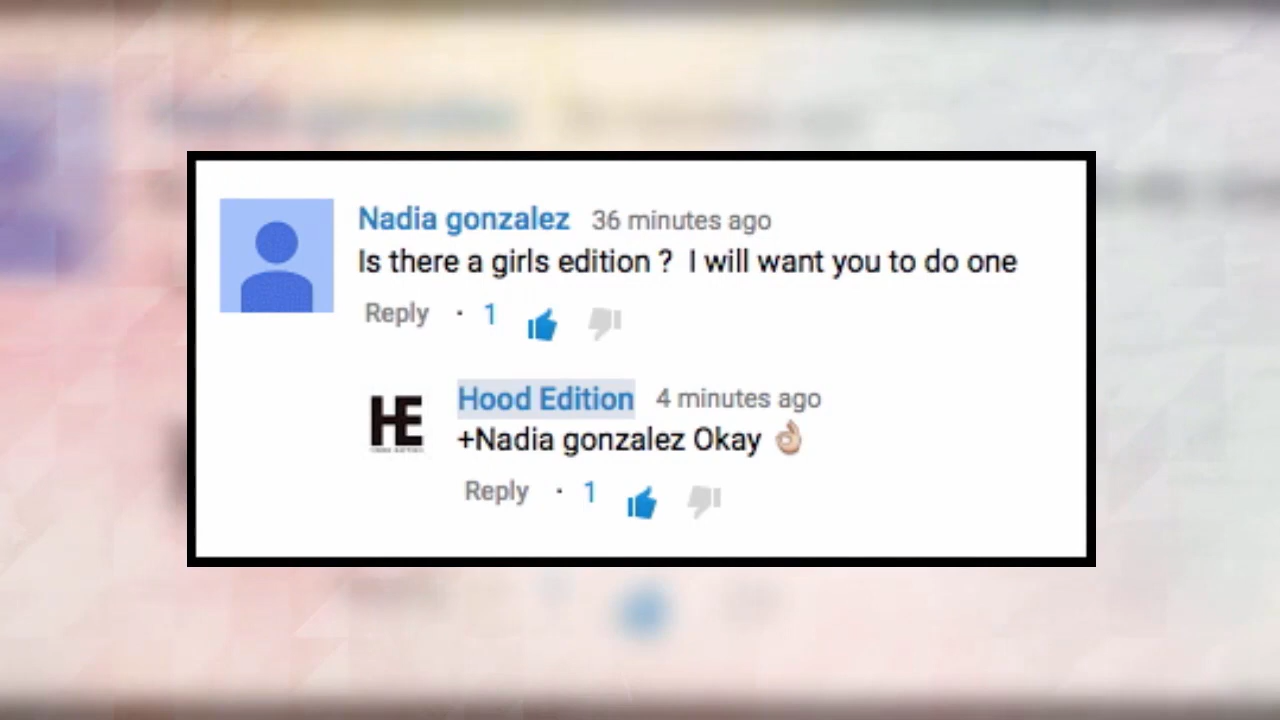 Nadia gonzalez 36 minutes ago
Is there a girls edition ? I will want you to do one
Reply · 1
HE
Hood Edition 4 minutes ago
+Nadia gonzalez Okay 👌🏼
Reply · 1